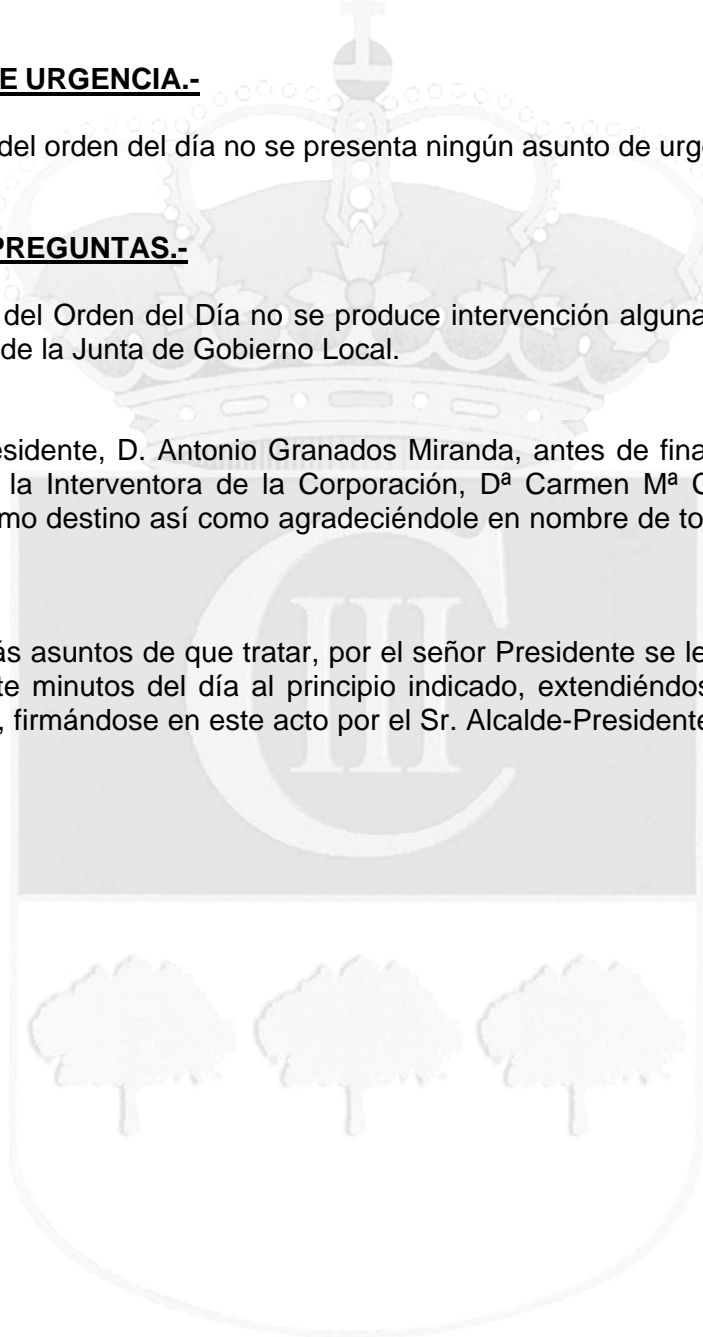 E URGENCIA.-
del orden del día no se presenta ningún asunto de urg
PREGUNTAS.-
del Orden del Día no se produce intervención alguna
de la Junta de Gobierno Local.
esidente, D. Antonio Granados Miranda, antes de fina
la Interventora de la Corporación, Dª Carmen Mª C
mo destino así como agradeciéndole en nombre de to
ás asuntos de que tratar, por el señor Presidente se le
te minutos del día al principio indicado, extendiéndos
, firmándose en este acto por el Sr. Alcalde-Presidente
CIII